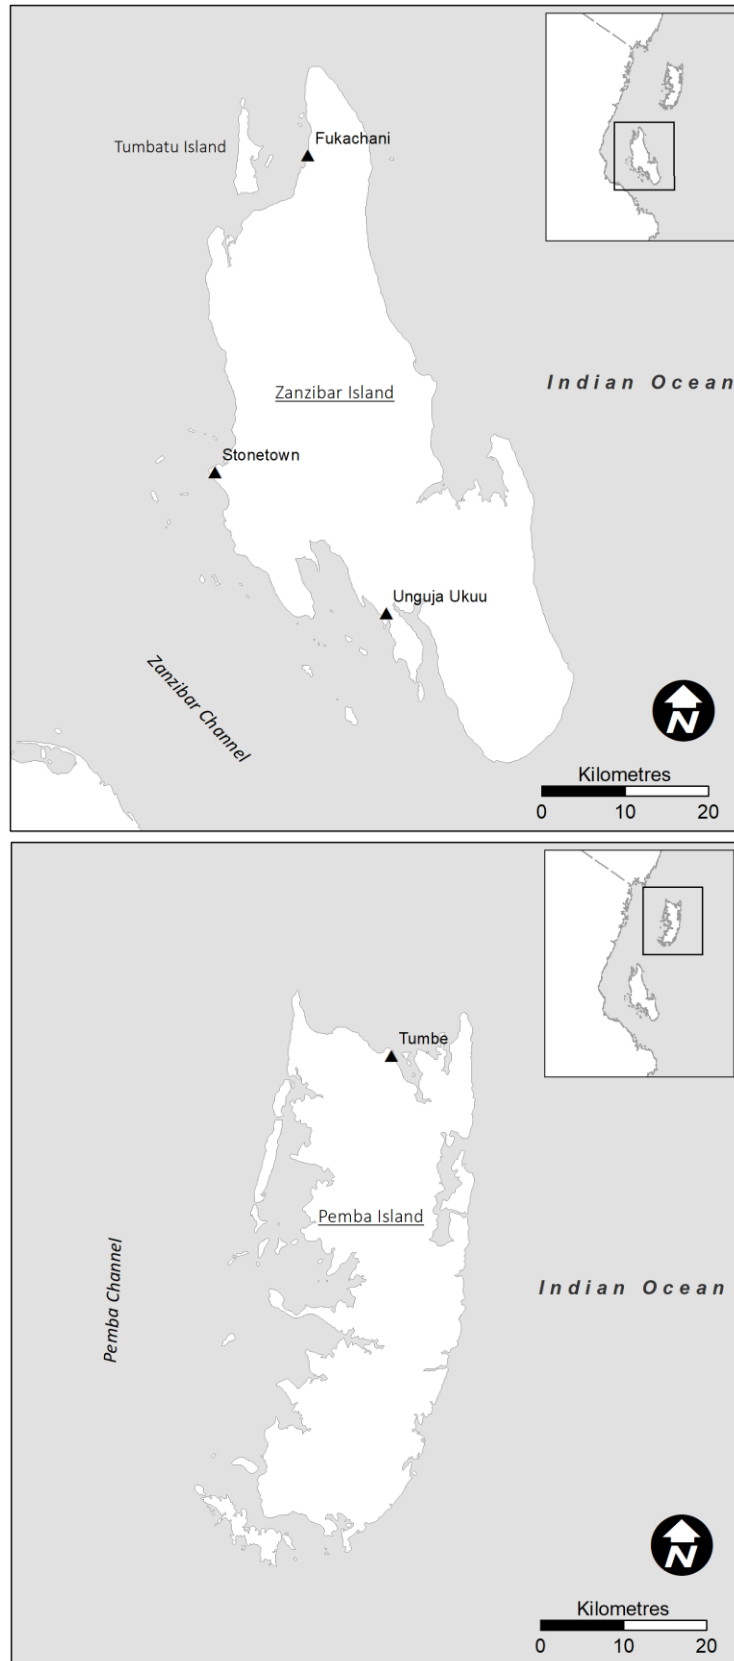 Tumbatu Island
Fukachani
Zanzibar Island
Indian Ocean
Stonetown
Unguja Ukuu
Zanzibar Channel
N
Kilometres
0 10 20
Tumbe
Pemba Island
Pemba Channel
Indian Ocean
N
Kilometres
0 10 20